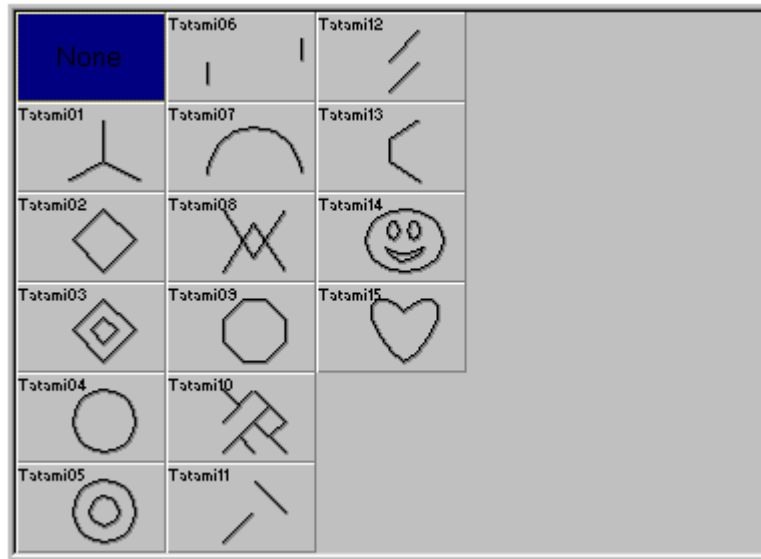 None
Tatami01
Tatami02
Tatami03
Tatami04
Tatami05
Tatami06
Tatami07
Tatami08
Tatami09
Tatami10
Tatami11
Tatami12
Tatami13
Tatami14
Tatami15